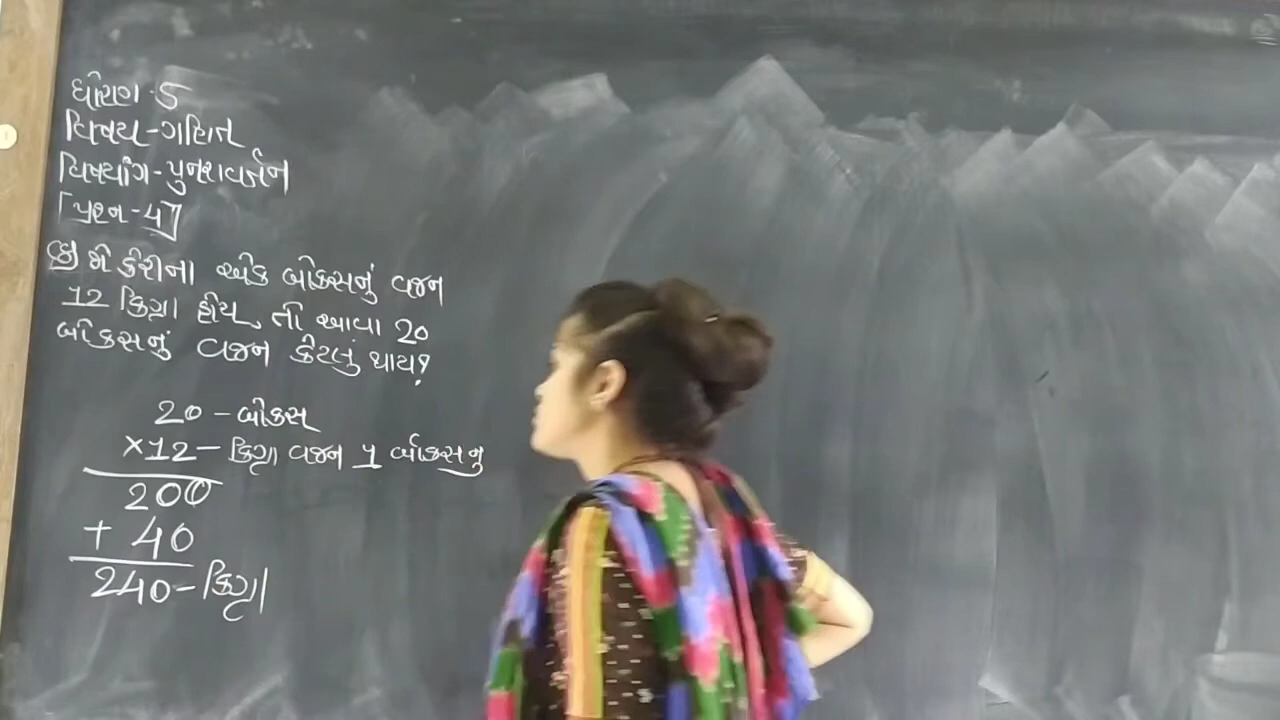 ધોરણ-5
વિષય-ગણિત
વિષયાંગ-પુનરાવર્તન
[પ્રશ્ન-4]
(ક) જો કેરીના એક બોક્સનું વજન
12 કિગ્રા હોય તો આવા 20
બોક્સનું વજન કેટલું થાય?
20 - બોક્સ
×12 - કિગ્રા વજન 1 બોક્સનુ
200
+ 40
240 - કિગ્રા